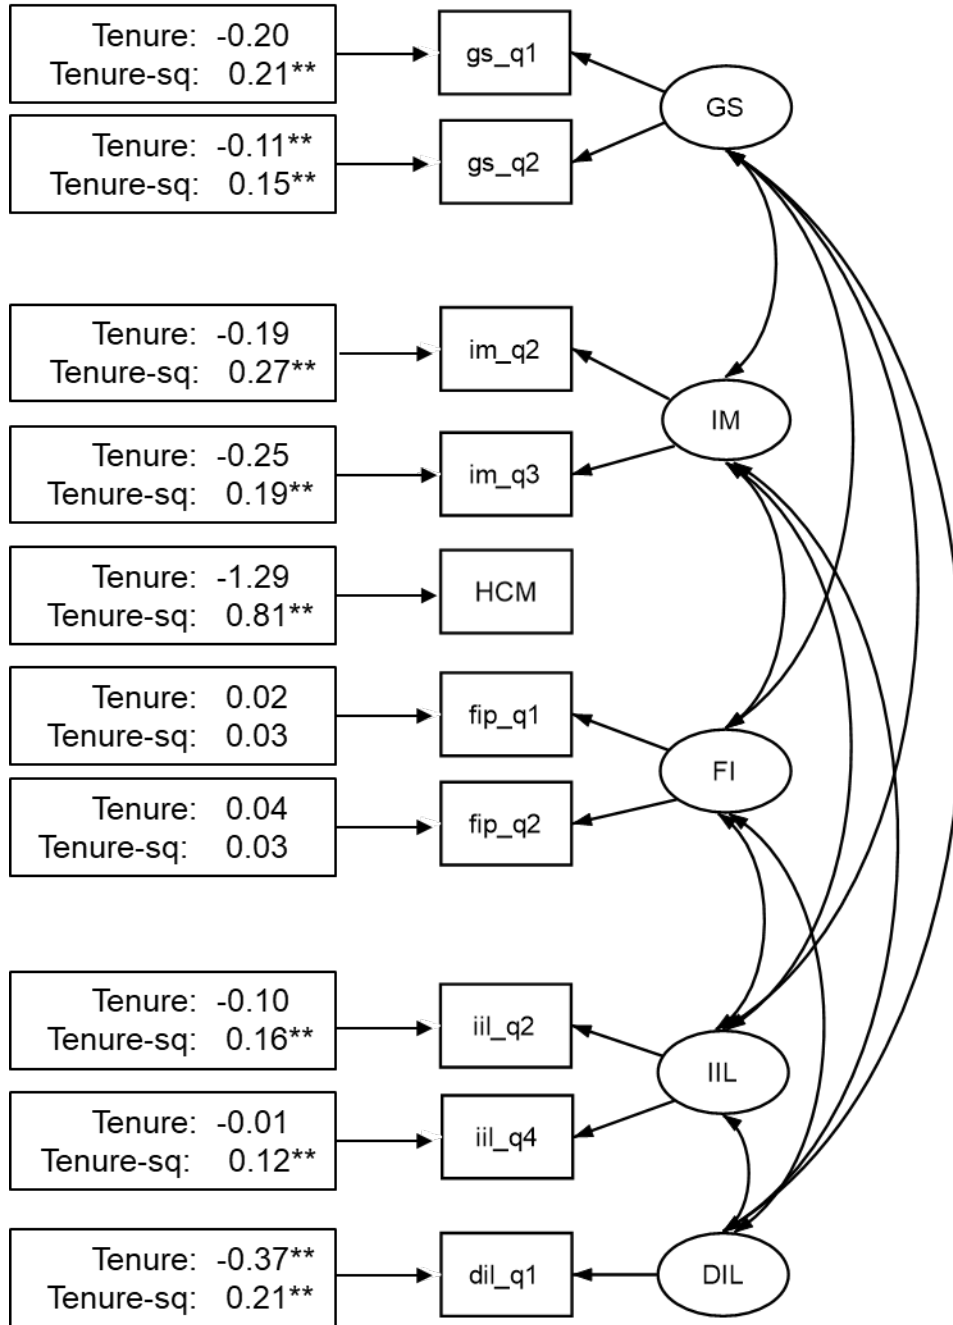 Tenure: -0.20
Tenure-sq: 0.21**
gs_q1
GS
Tenure: -0.11**
Tenure-sq: 0.15**
gs_q2
Tenure: -0.19
Tenure-sq: 0.27**
im_q2
IM
Tenure: -0.25
Tenure-sq: 0.19**
im_q3
Tenure: -1.29
Tenure-sq: 0.81**
HCM
Tenure: 0.02
Tenure-sq: 0.03
fip_q1
FI
Tenure: 0.04
Tenure-sq: 0.03
fip_q2
Tenure: -0.10
Tenure-sq: 0.16**
iil_q2
IIL
Tenure: -0.01
Tenure-sq: 0.12**
iil_q4
Tenure: -0.37**
Tenure-sq: 0.21**
dil_q1
DIL